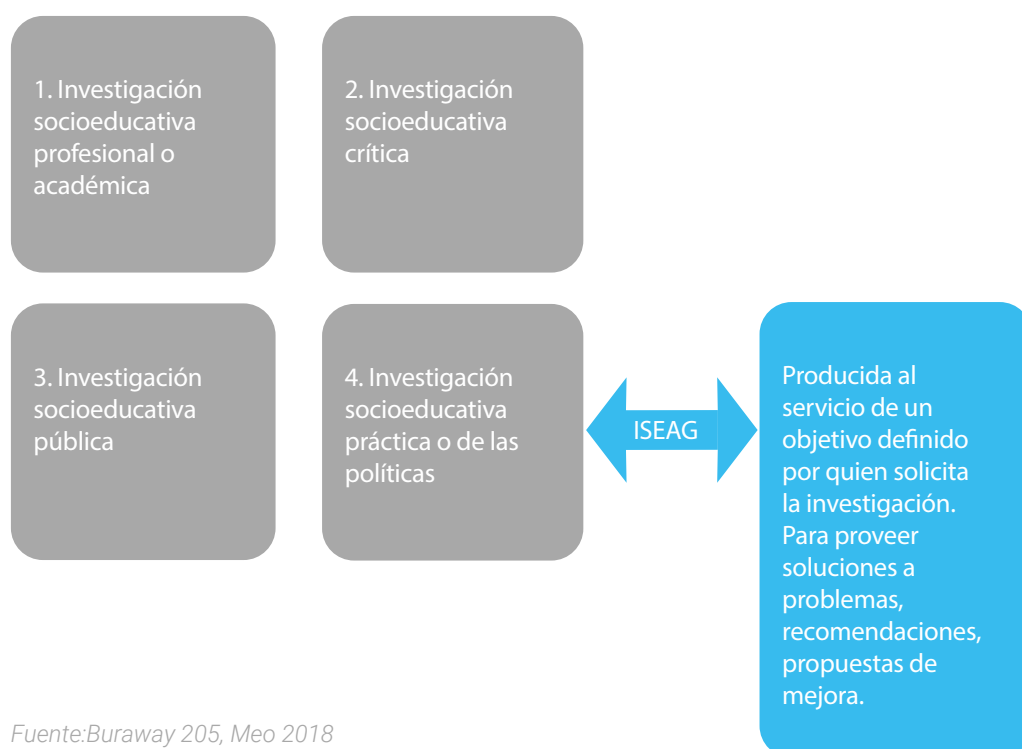 1. Investigación
socioeducativa
profesional o
académica
2. Investigación
socioeducativa
crítica
3. Investigación
socioeducativa
pública
4. Investigación
socioeducativa
práctica o de las
políticas
ISEAG
Producida al
servicio de un
objetivo definido
por quien solicita
la investigación.
Para proveer
soluciones a
problemas,
recomendaciones,
propuestas de
mejora.
Fuente:Buraway 205, Meo 2018